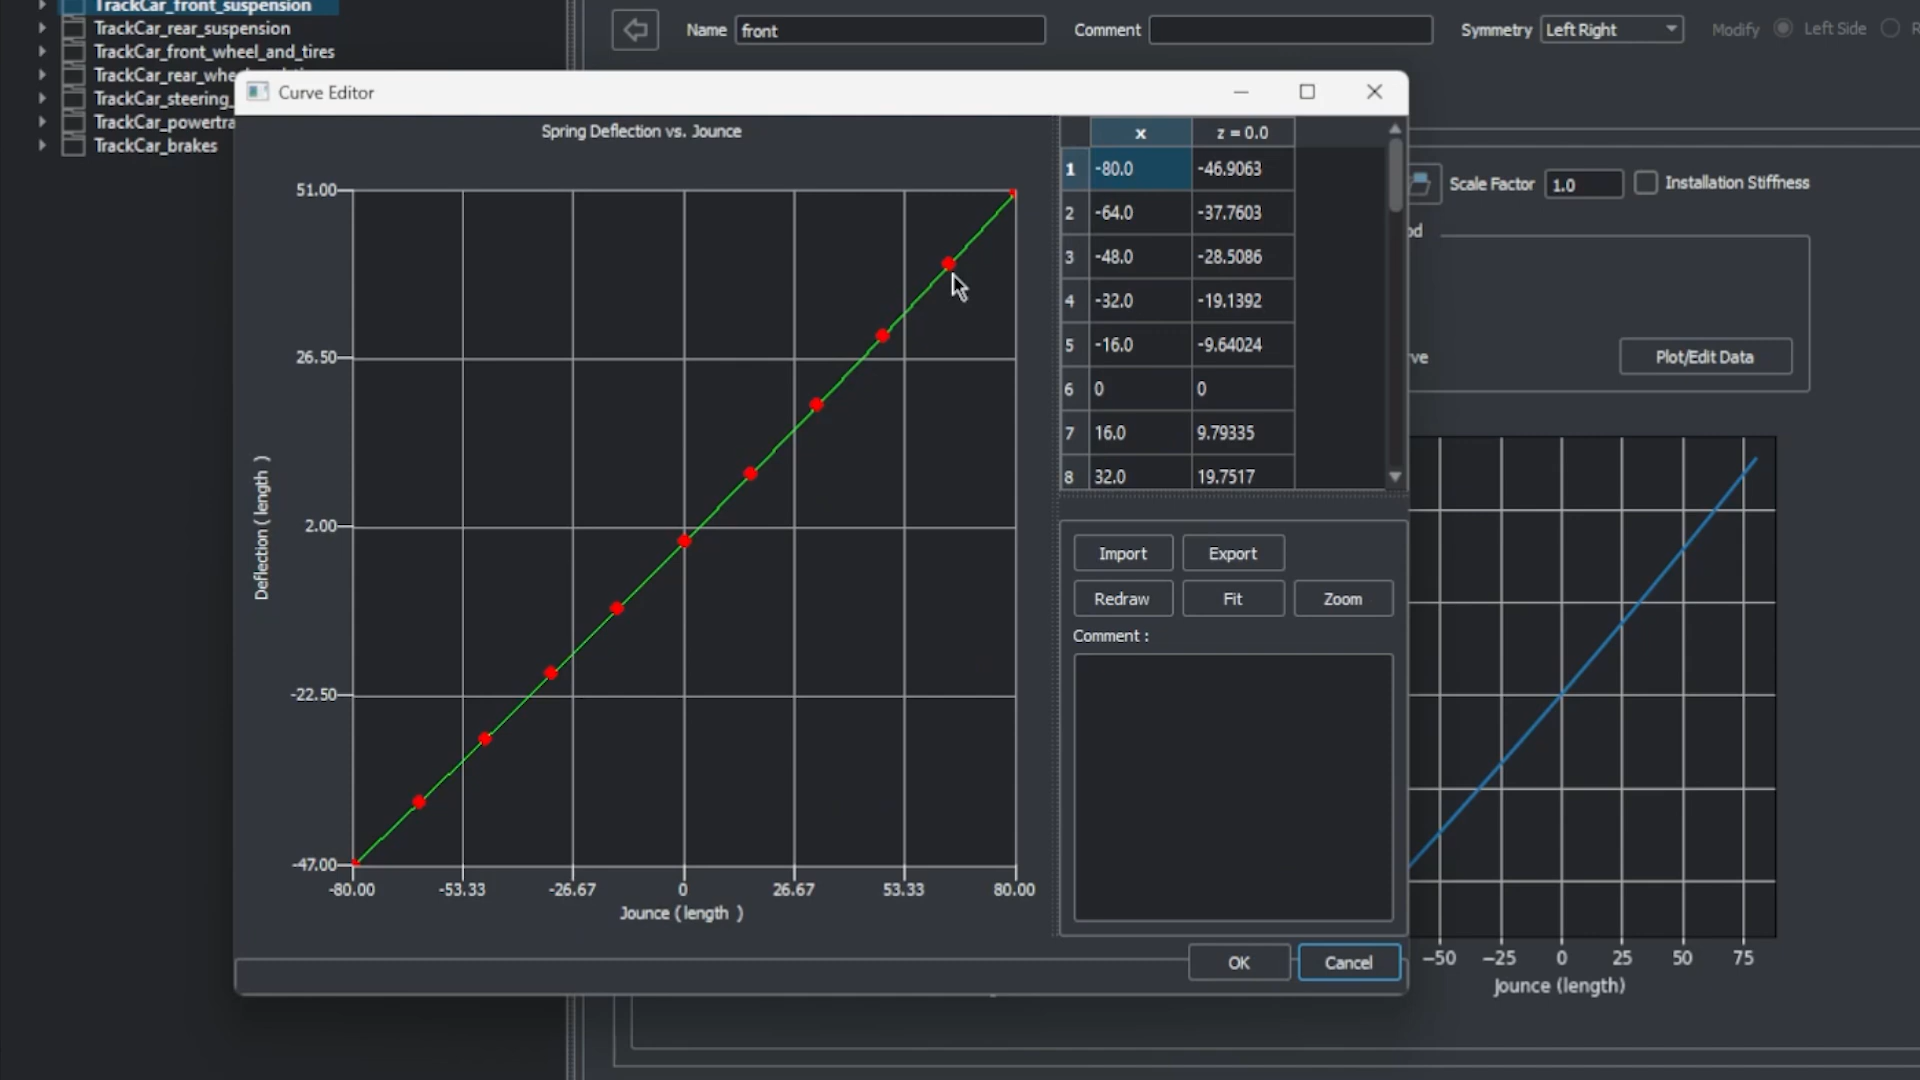 TrackCar_front_suspension
TrackCar_rear_suspension
TrackCar_front_wheel_and_tires
TrackCar_rear_whe
TrackCar_steering_
TrackCar_powertra
TrackCar_brakes
Name front Comment Symmetry Left Right Modify Left Side R
Curve Editor
Spring Deflection vs. Jounce
51.00
26.50
2.00
-22.50
-47.00
Deflection ( length )
-80.00 -53.33 -26.67 0 26.67 53.33 80.00
Jounce ( length )
x z = 0.0
1 -80.0 -46.9063
2 -64.0 -37.7603
3 -48.0 -28.5086
4 -32.0 -19.1392
5 -16.0 -9.64024
6 0 0
7 16.0 9.79335
8 32.0 19.7517
Import Export
Redraw Fit Zoom
Comment :
OK Cancel
Scale Factor 1.0 Installation Stiffness
od
rve Plot/Edit Data
−50 −25 0 25 50 75
Jounce (length)